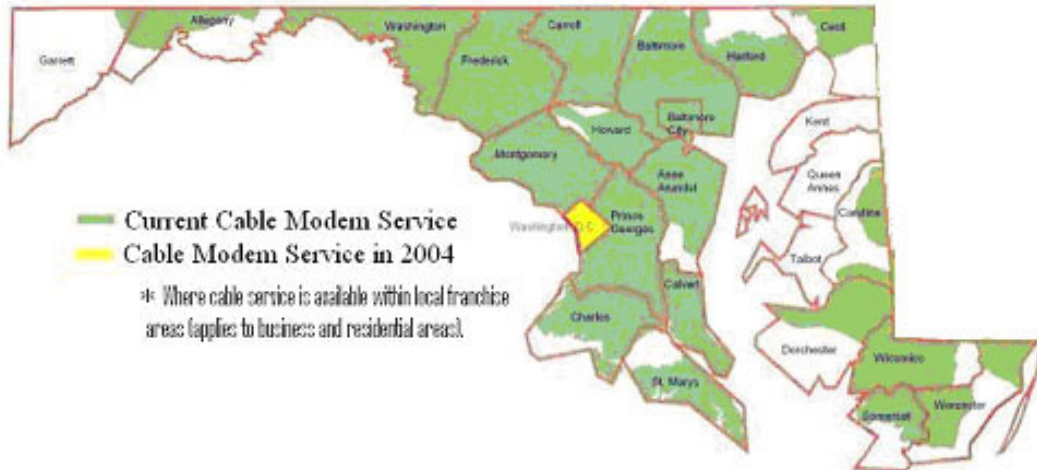 Garrett
Allegany
Washington
Frederick
Carroll
Baltimore
Harford
Cecil
Baltimore
City
Howard
Montgomery
Anne
Arundel
Kent
Queen
Annes
Caroline
Talbot
Washington D.C.
Prince
Georges
Calvert
Charles
St. Marys
Dorchester
Wicomico
Somerset
Worcester
Current Cable Modem Service
Cable Modem Service in 2004
* Where cable service is available within local franchise
areas (applies to business and residential areas).